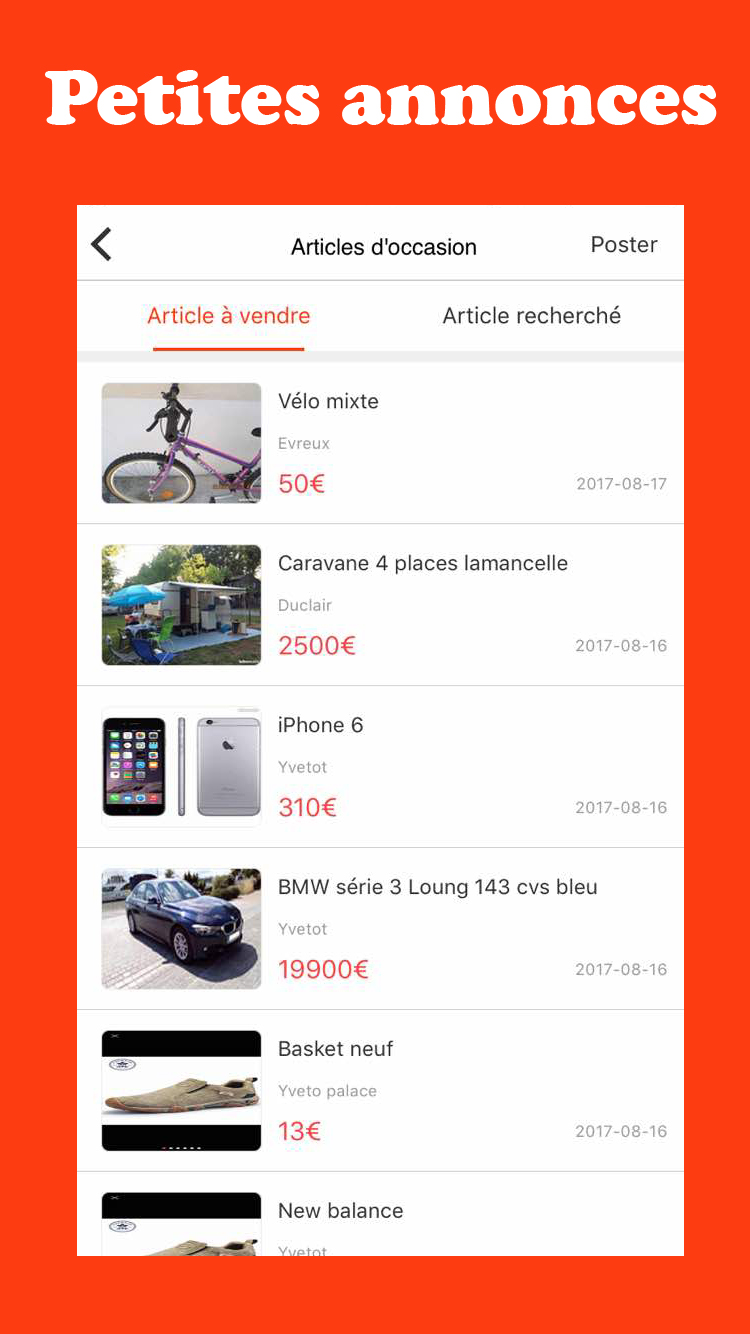 Petites annonces
Articles d'occasion
Poster
Article à vendre
Article recherché
Vélo mixte
Evreux
50€
2017-08-17
Caravane 4 places lamancelle
Duclair
2500€
2017-08-16
iPhone 6
Yvetot
310€
2017-08-16
BMW série 3 Loung 143 cvs bleu
Yvetot
19900€
2017-08-16
Basket neuf
Yveto palace
13€
2017-08-16
New balance
Yvetot